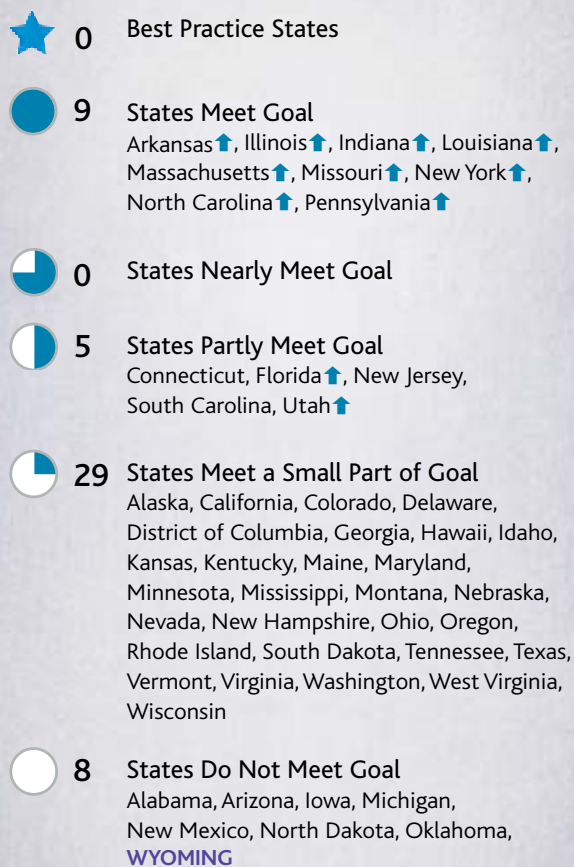 0 Best Practice States
9 States Meet Goal
Arkansas⬆, Illinois⬆, Indiana⬆, Louisiana⬆,
Massachusetts⬆, Missouri⬆, New York⬆,
North Carolina⬆, Pennsylvania⬆
0 States Nearly Meet Goal
5 States Partly Meet Goal
Connecticut, Florida⬆, New Jersey,
South Carolina, Utah⬆
29 States Meet a Small Part of Goal
Alaska, California, Colorado, Delaware,
District of Columbia, Georgia, Hawaii, Idaho,
Kansas, Kentucky, Maine, Maryland,
Minnesota, Mississippi, Montana, Nebraska,
Nevada, New Hampshire, Ohio, Oregon,
Rhode Island, South Dakota, Tennessee, Texas,
Vermont, Virginia, Washington, West Virginia,
Wisconsin
8 States Do Not Meet Goal
Alabama, Arizona, Iowa, Michigan,
New Mexico, North Dakota, Oklahoma,
WYOMING